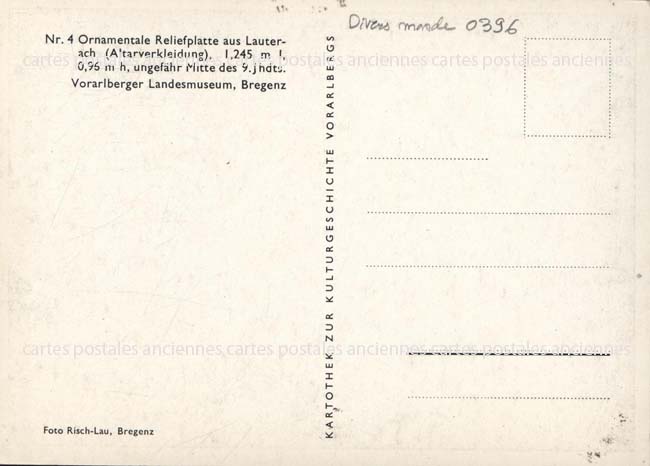 Nr. 4 Ornamentale Reliefplatte aus Lauter-
ach (Altarverkleidung), 1,245 m l.
0,96 m h, ungefähr Mitte des 9. Jhdts.
Vorarlberger Landesmuseum, Bregenz
Foto Risch-Lau, Bregenz
KARTOTHEK ZUR KULTURGESCHICHTE VORARLBERGS
Divers monde 0396
cartes postales anciennes cartes postales anciennes cartes postales anciennes
cartes postales anciennes cartes postales anciennes cartes postales anciennes